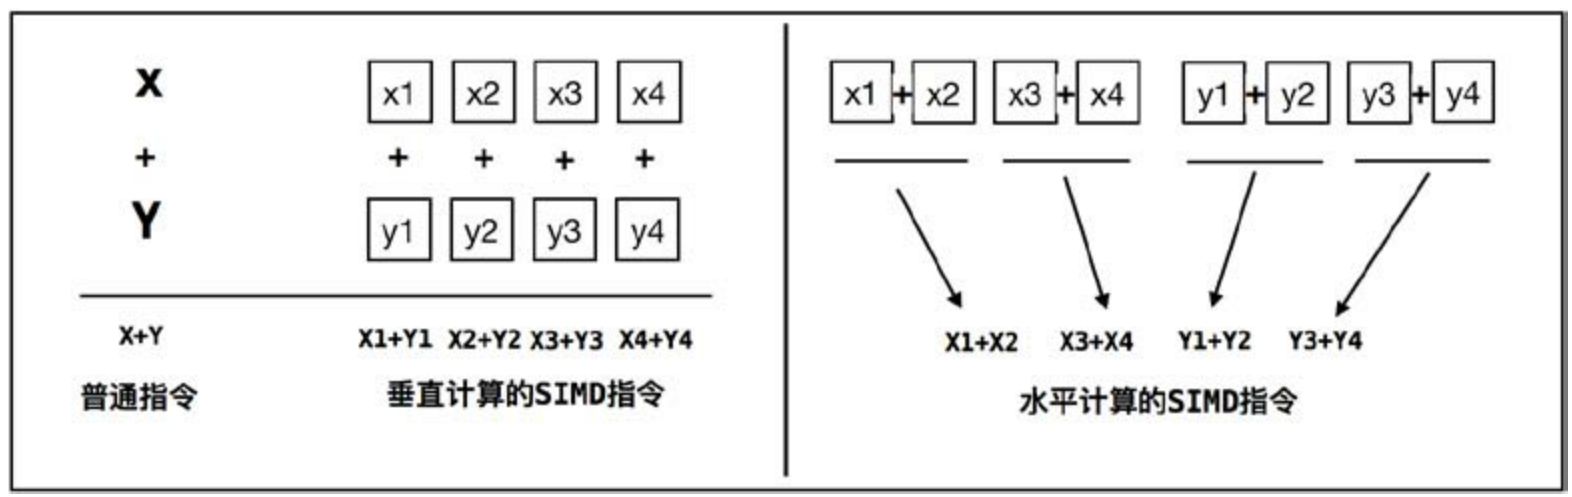 X
+
Y
X+Y
普通指令
x1 x2 x3 x4
+ + + +
y1 y2 y3 y4
X1+Y1 X2+Y2 X3+Y3 X4+Y4
垂直计算的SIMD指令
x1+x2 x3+x4 y1+y2 y3+y4
X1+X2 X3+X4 Y1+Y2 Y3+Y4
水平计算的SIMD指令